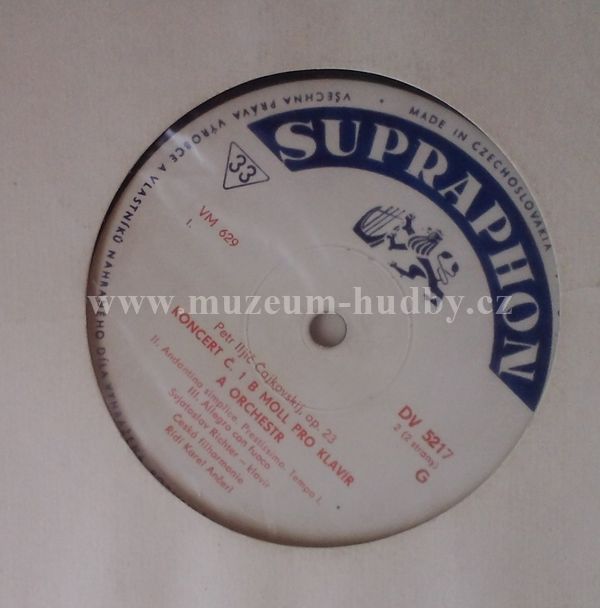 VŠECHNA PRÁVA VÝROBCE A VLASTNÍKŮ NAHRANÉHO DÍLA
MADE IN CZECHOSLOVAKIA
SUPRAPHON
33
VM 629
I.
www.muzeum-hudby.cz
DV 5217
2 (2 strany)
G
Petr Iljič Čajkovskij, op. 23
KONCERT Č. 1 B MOLL PRO KLAVÍR
A ORCHESTR
II. Andantino simplice. Prestissimo. Tempo I.
III. Allegro con fuoco
Svjatoslav Richter - klavír
Česká filharmonie
Řídí Karel Ančerl